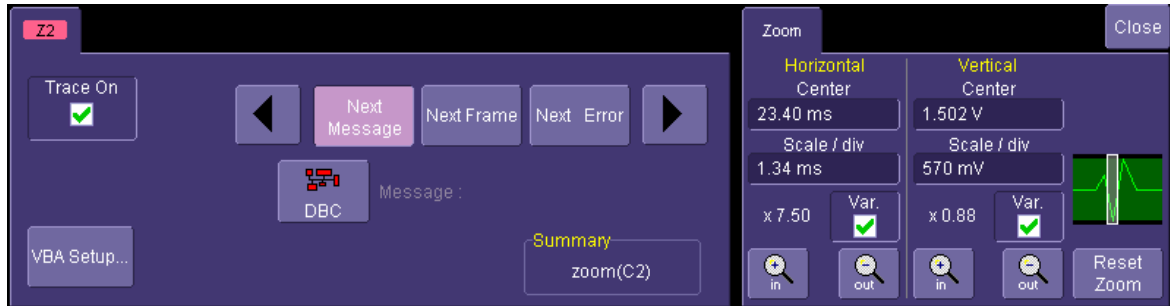 Z2
Trace On
Next Message
Next Frame
Next Error
DBC
Message :
VBA Setup...
Summary
zoom(C2)
Zoom
Close
Horizontal
Center
23.40 ms
Scale / div
1.34 ms
x 7.50
Var.
in
out
Vertical
Center
1.502 V
Scale / div
570 mV
x 0.88
Var.
in
out
Reset Zoom